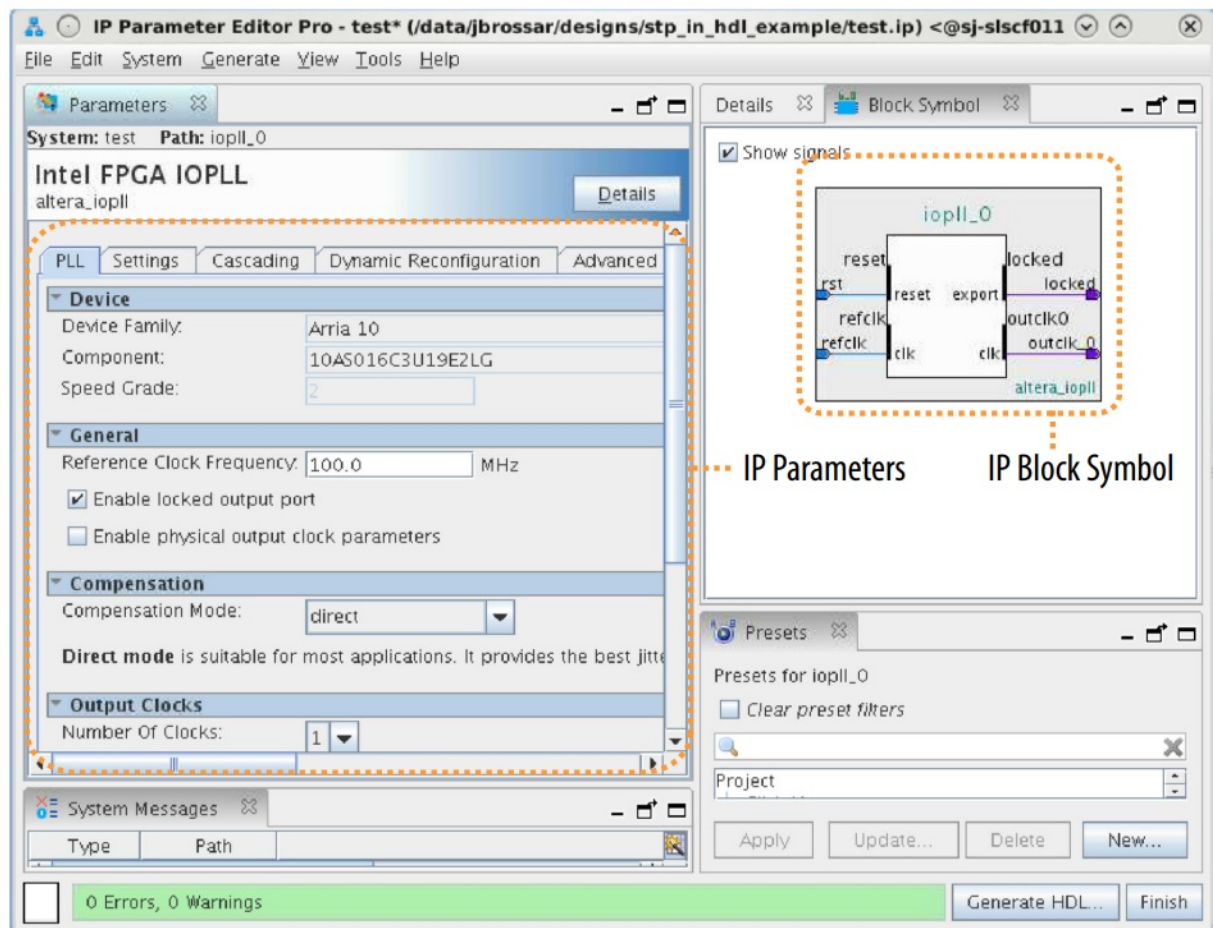 IP Parameter Editor Pro - test* (/data/jbrossar/designs/stp_in_hdl_example/test.ip) <@sj-slscf011
File Edit System Generate View Tools Help
Parameters
System: test Path: iopll_0
Intel FPGA IOPLL
altera_iopll
Details
PLL Settings Cascading Dynamic Reconfiguration Advanced
Device
Device Family: Arria 10
Component: 10AS016C3U19E2LG
Speed Grade: 2
General
Reference Clock Frequency: 100.0 MHz
Enable locked output port
Enable physical output clock parameters
Compensation
Compensation Mode: direct
Direct mode is suitable for most applications. It provides the best jitte
Output Clocks
Number Of Clocks: 1
System Messages
Type Path
0 Errors, 0 Warnings
Details Block Symbol
Show signals
iopll_0
reset locked
rst locked
reset export
refclk outclk0
refclk outclk_0
clk clk
altera_iopll
IP Parameters IP Block Symbol
Presets
Presets for iopll_0
Clear preset filters
Project
Apply Update... Delete New...
Generate HDL... Finish